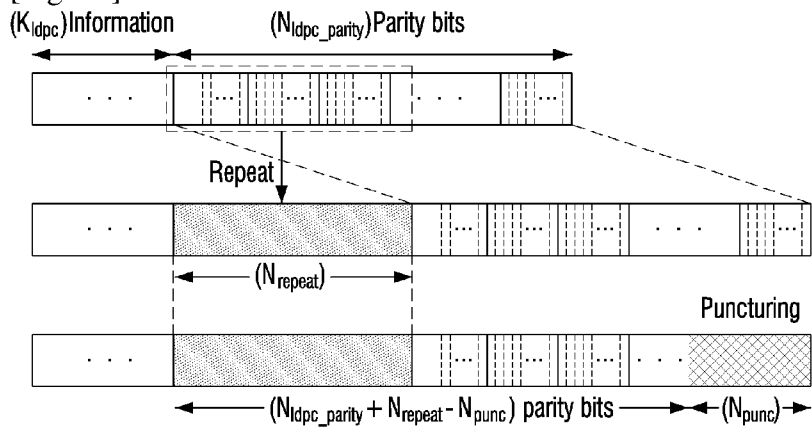 (K_ldpc)Information (N_ldpc_parity)Parity bits
. . . ... ... ... . . . ...
Repeat
. . . ... ... ... . . . ...
(N_repeat)
Puncturing
. . . ... ... ... . . .
(N_ldpc_parity + N_repeat - N_punc) parity bits (N_punc)